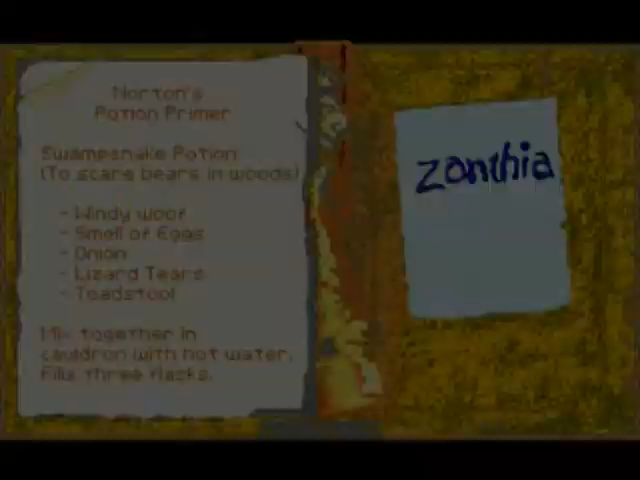 Norton's
Potion Primer
Swampsnake Potion
(To scare bears in woods)
- Windy woof
- Smell of Eggs
- Onion
- Lizard Tears
- Toadstool
Mix together in
cauldron with hot water.
Fills three flasks.
zanthia